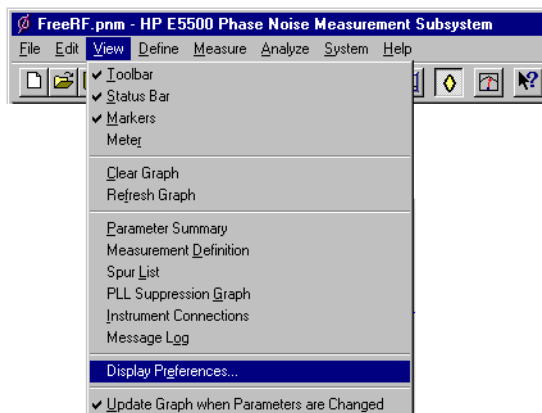 FreeRF.pnm - HP E5500 Phase Noise Measurement Subsystem
File Edit View Define Measure Analyze System Help
Toolbar
Status Bar
Markers
Meter
Clear Graph
Refresh Graph
Parameter Summary
Measurement Definition
Spur List
PLL Suppression Graph
Instrument Connections
Message Log
Display Preferences...
Update Graph when Parameters are Changed